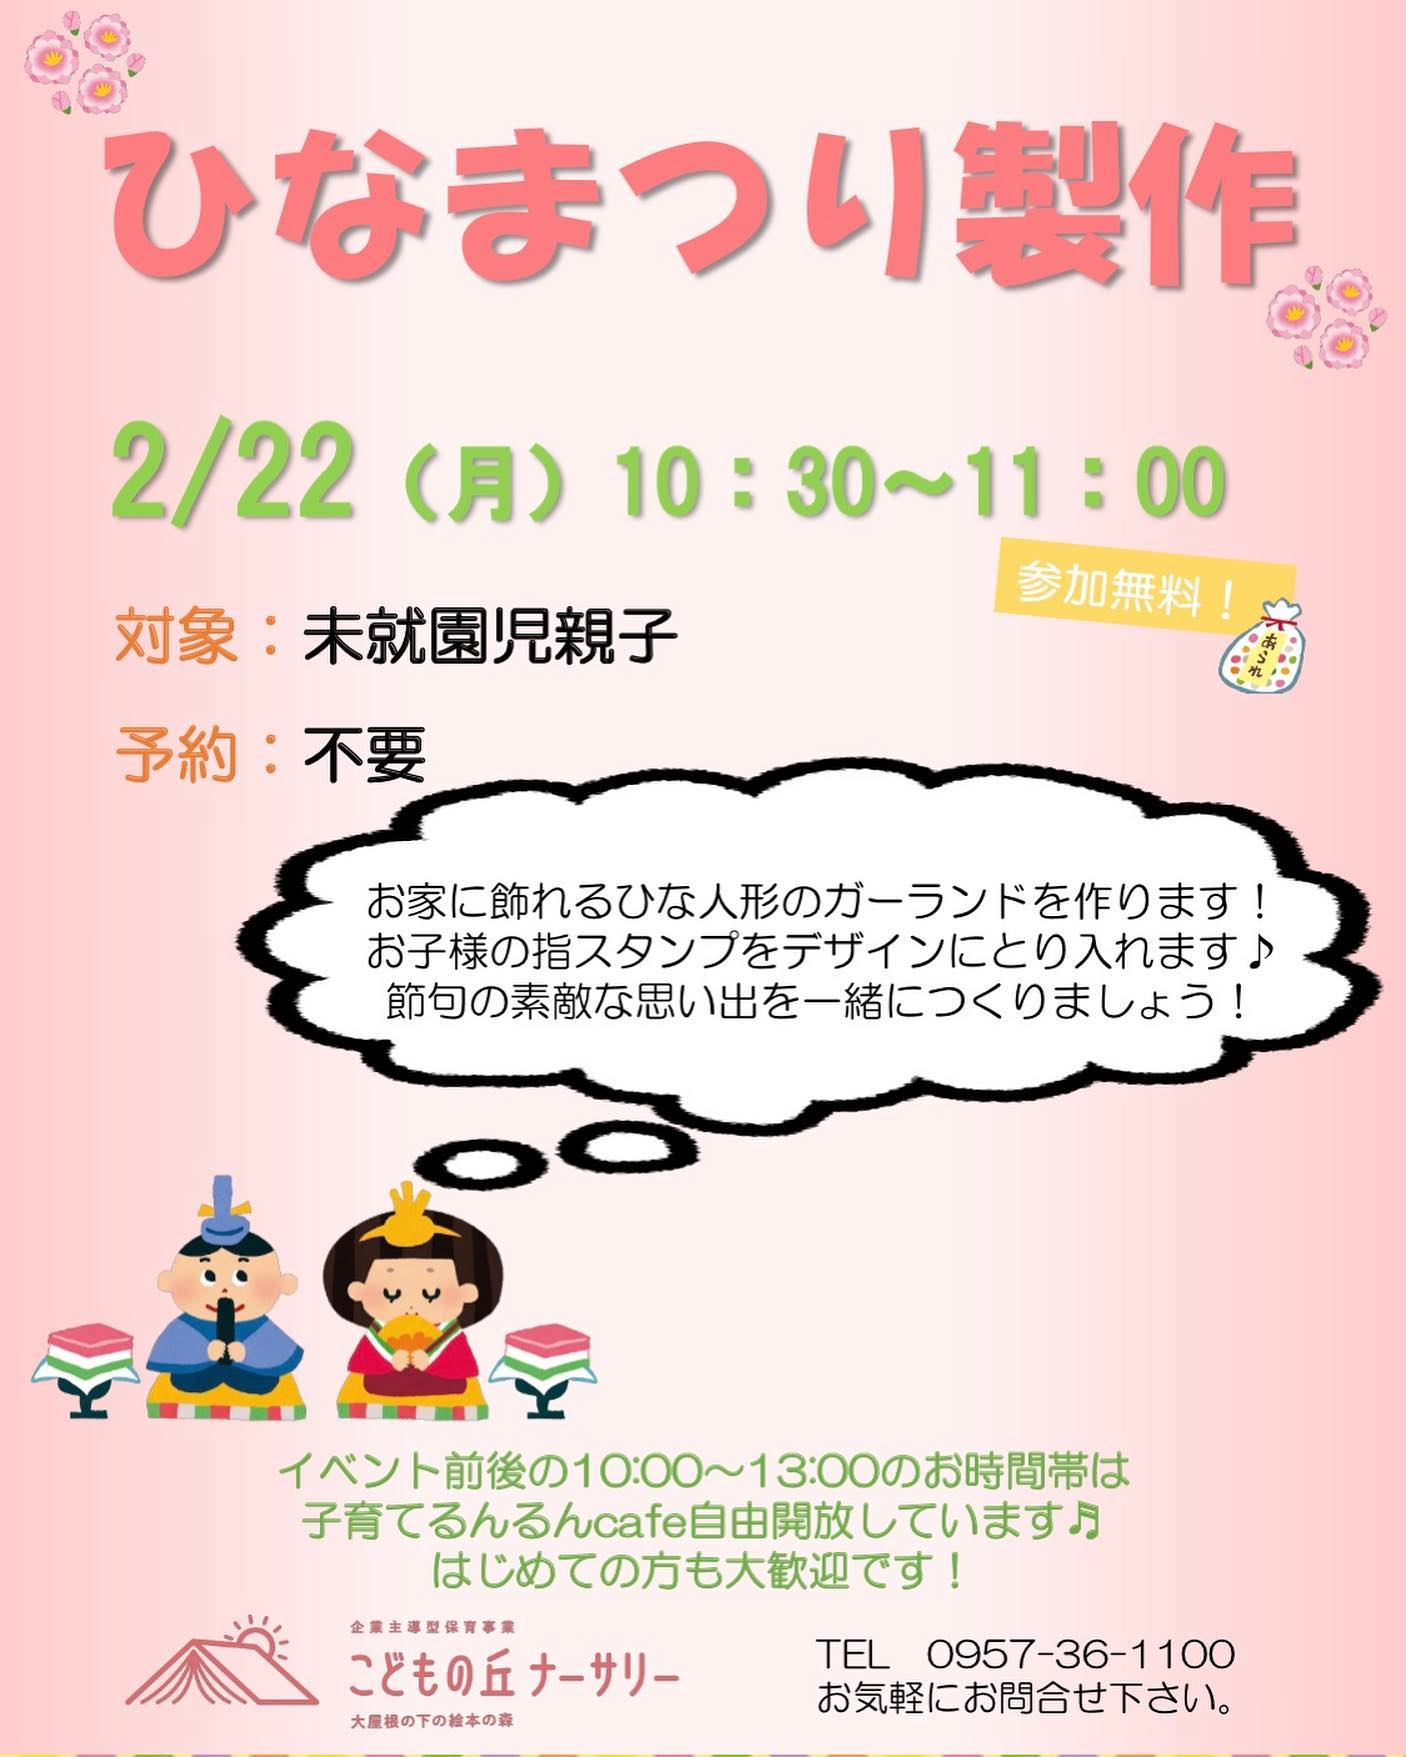 ひなまつり製作
2/22（月）10：30～11：00
参加無料！
あられ
対象：未就園児親子
予約：不要
お家に飾れるひな人形のガーランドを作ります！
お子様の指スタンプをデザインにとり入れます♪
節句の素敵な思い出を一緒につくりましょう！
イベント前後の10:00～13:00のお時間帯は
子育てるんるんcafe自由開放しています♬
はじめての方も大歓迎です！
企業主導型保育事業
こどもの丘 ナーサリー
大屋根の下の絵本の森
TEL　0957-36-1100
お気軽にお問合せ下さい。